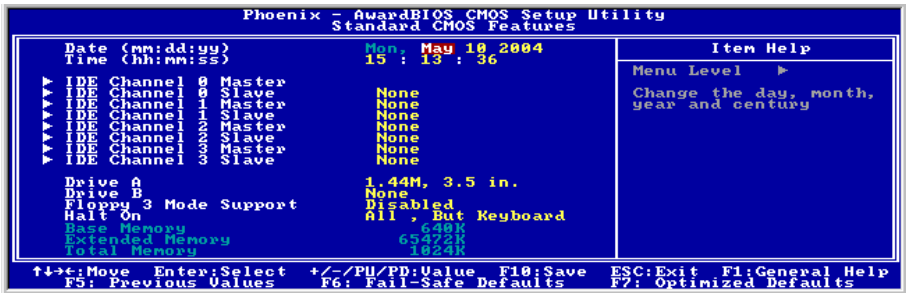 Phoenix - AwardBIOS CMOS Setup Utility
Standard CMOS Features
Date (mm:dd:yy) Mon, May 10 2004
Time (hh:mm:ss) 15 : 13 : 36
► IDE Channel 0 Master
► IDE Channel 0 Slave None
► IDE Channel 1 Master None
► IDE Channel 1 Slave None
► IDE Channel 2 Master None
► IDE Channel 2 Slave None
► IDE Channel 3 Master None
► IDE Channel 3 Slave None
Drive A 1.44M, 3.5 in.
Drive B None
Floppy 3 Mode Support Disabled
Halt On All , But Keyboard
Base Memory 640K
Extended Memory 65472K
Total Memory 1024K
Item Help
Menu Level ►
Change the day, month,
year and century
↑↓→←:Move Enter:Select +/-/PU/PD:Value F10:Save ESC:Exit F1:General Help
F5: Previous Values F6: Fail-Safe Defaults F7: Optimized Defaults